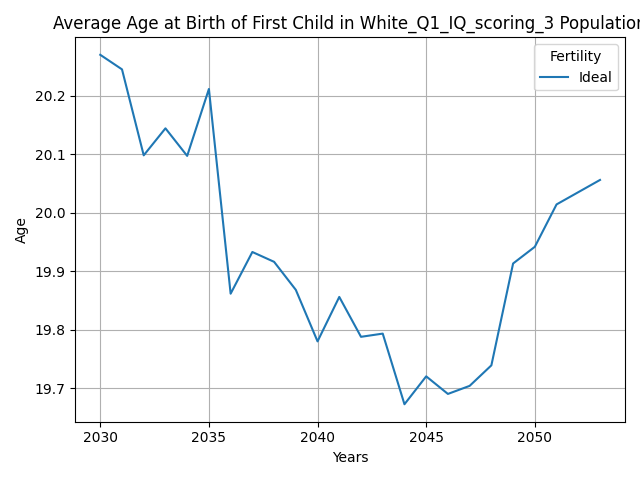 Average Age at Birth of First Child in White_Q1_IQ_scoring_3 Population
Fertility
Ideal
Age
20.2
20.1
20.0
19.9
19.8
19.7
2030 2035 2040 2045 2050
Years